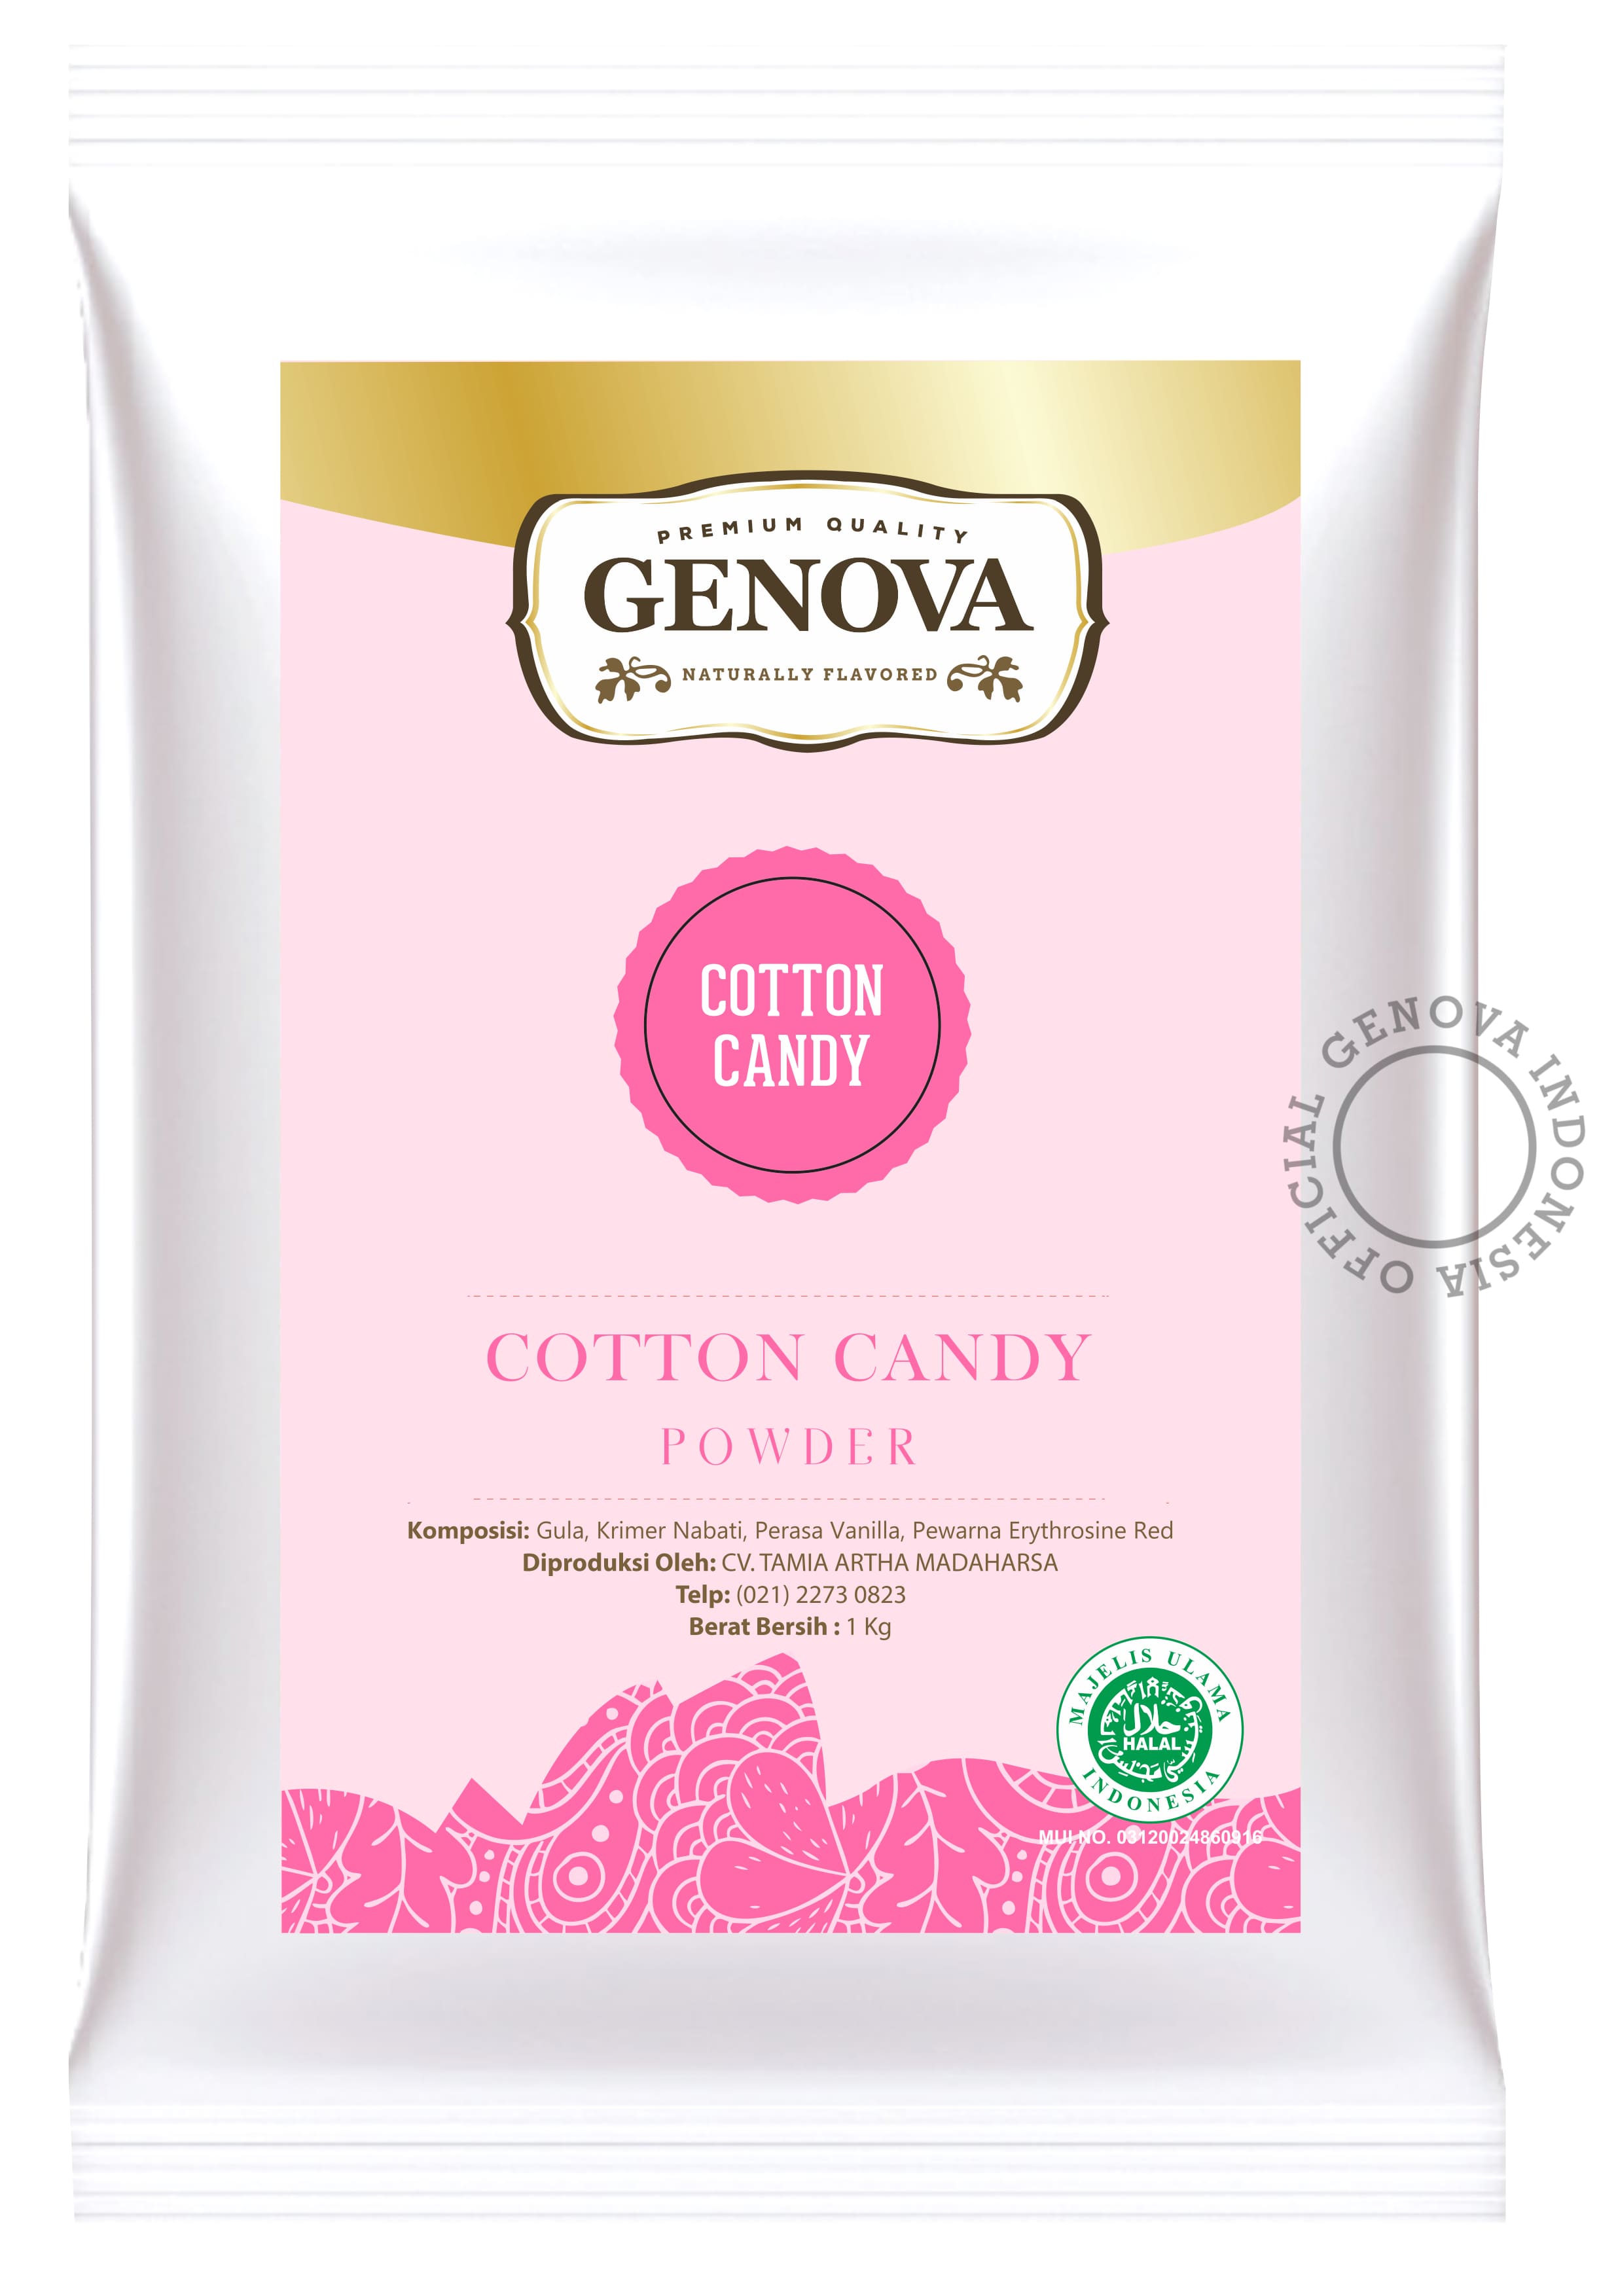 PREMIUM QUALITY
GENOVA
NATURALLY FLAVORED
COTTON
CANDY
GENOVA INDONESIA OFFICIAL
COTTON CANDY
POWDER
Komposisi: Gula, Krimer Nabati, Perasa Vanilla, Pewarna Erythrosine Red
Diproduksi Oleh: CV. TAMIA ARTHA MADAHARSA
Telp: (021) 2273 0823
Berat Bersih : 1 Kg
MAJELIS ULAMA
حلال
HALAL
INDONESIA
MUI NO. 03120024860916